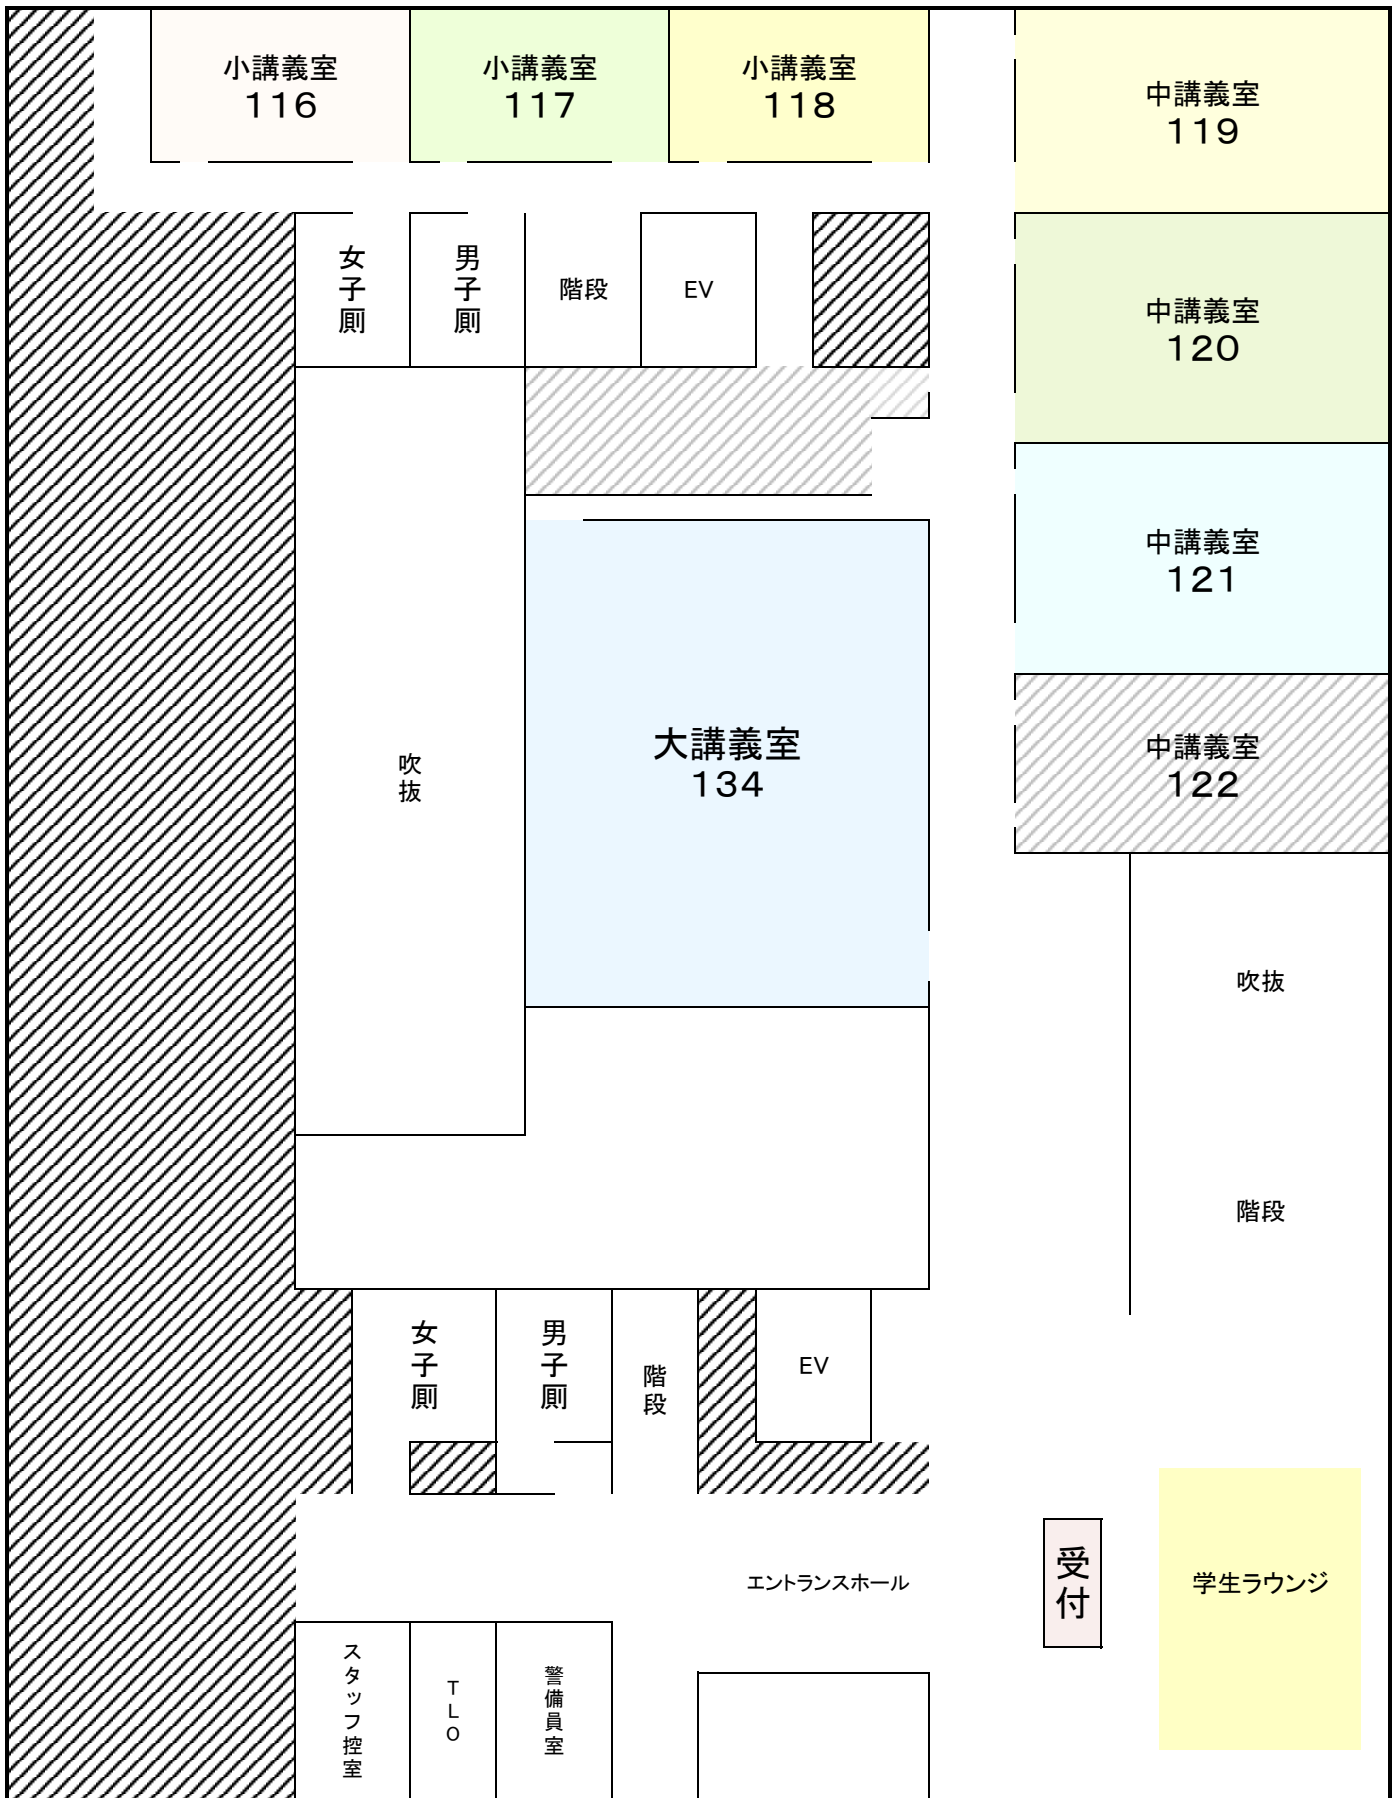 小講義室
116
小講義室
117
小講義室
118
中講義室
119
女子厠
男子厠
階段
EV
中講義室
120
中講義室
121
吹抜
大講義室
134
中講義室
122
吹抜
階段
女子厠
男子厠
階段
EV
エントランスホール
受付
学生ラウンジ
スタッフ控室
TLO
警備員室